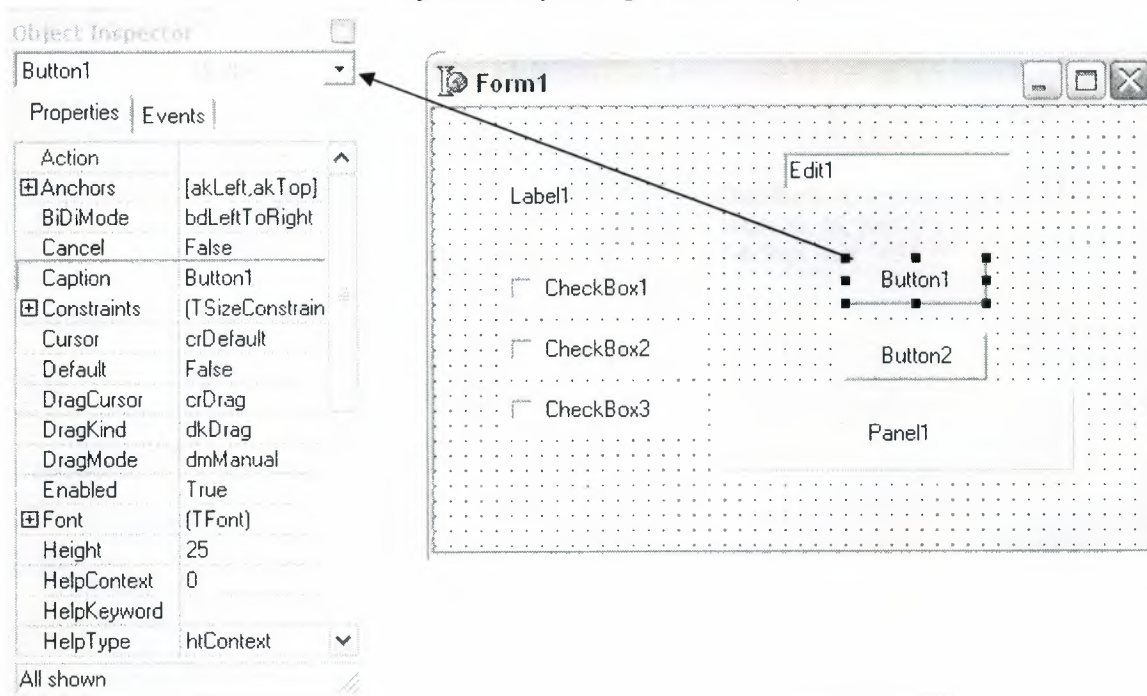 Object Inspector
Button1
Properties Events
Action
Anchors [akLeft,akTop]
BiDiMode bdLeftToRight
Cancel False
Caption Button1
Constraints (TSizeConstrain
Cursor crDefault
Default False
DragCursor crDrag
DragKind dkDrag
DragMode dmManual
Enabled True
Font (TFont)
Height 25
HelpContext 0
HelpKeyword
HelpType htContext
All shown
Form1
Edit1
Label1
CheckBox1
Button1
CheckBox2
Button2
CheckBox3
Panel1